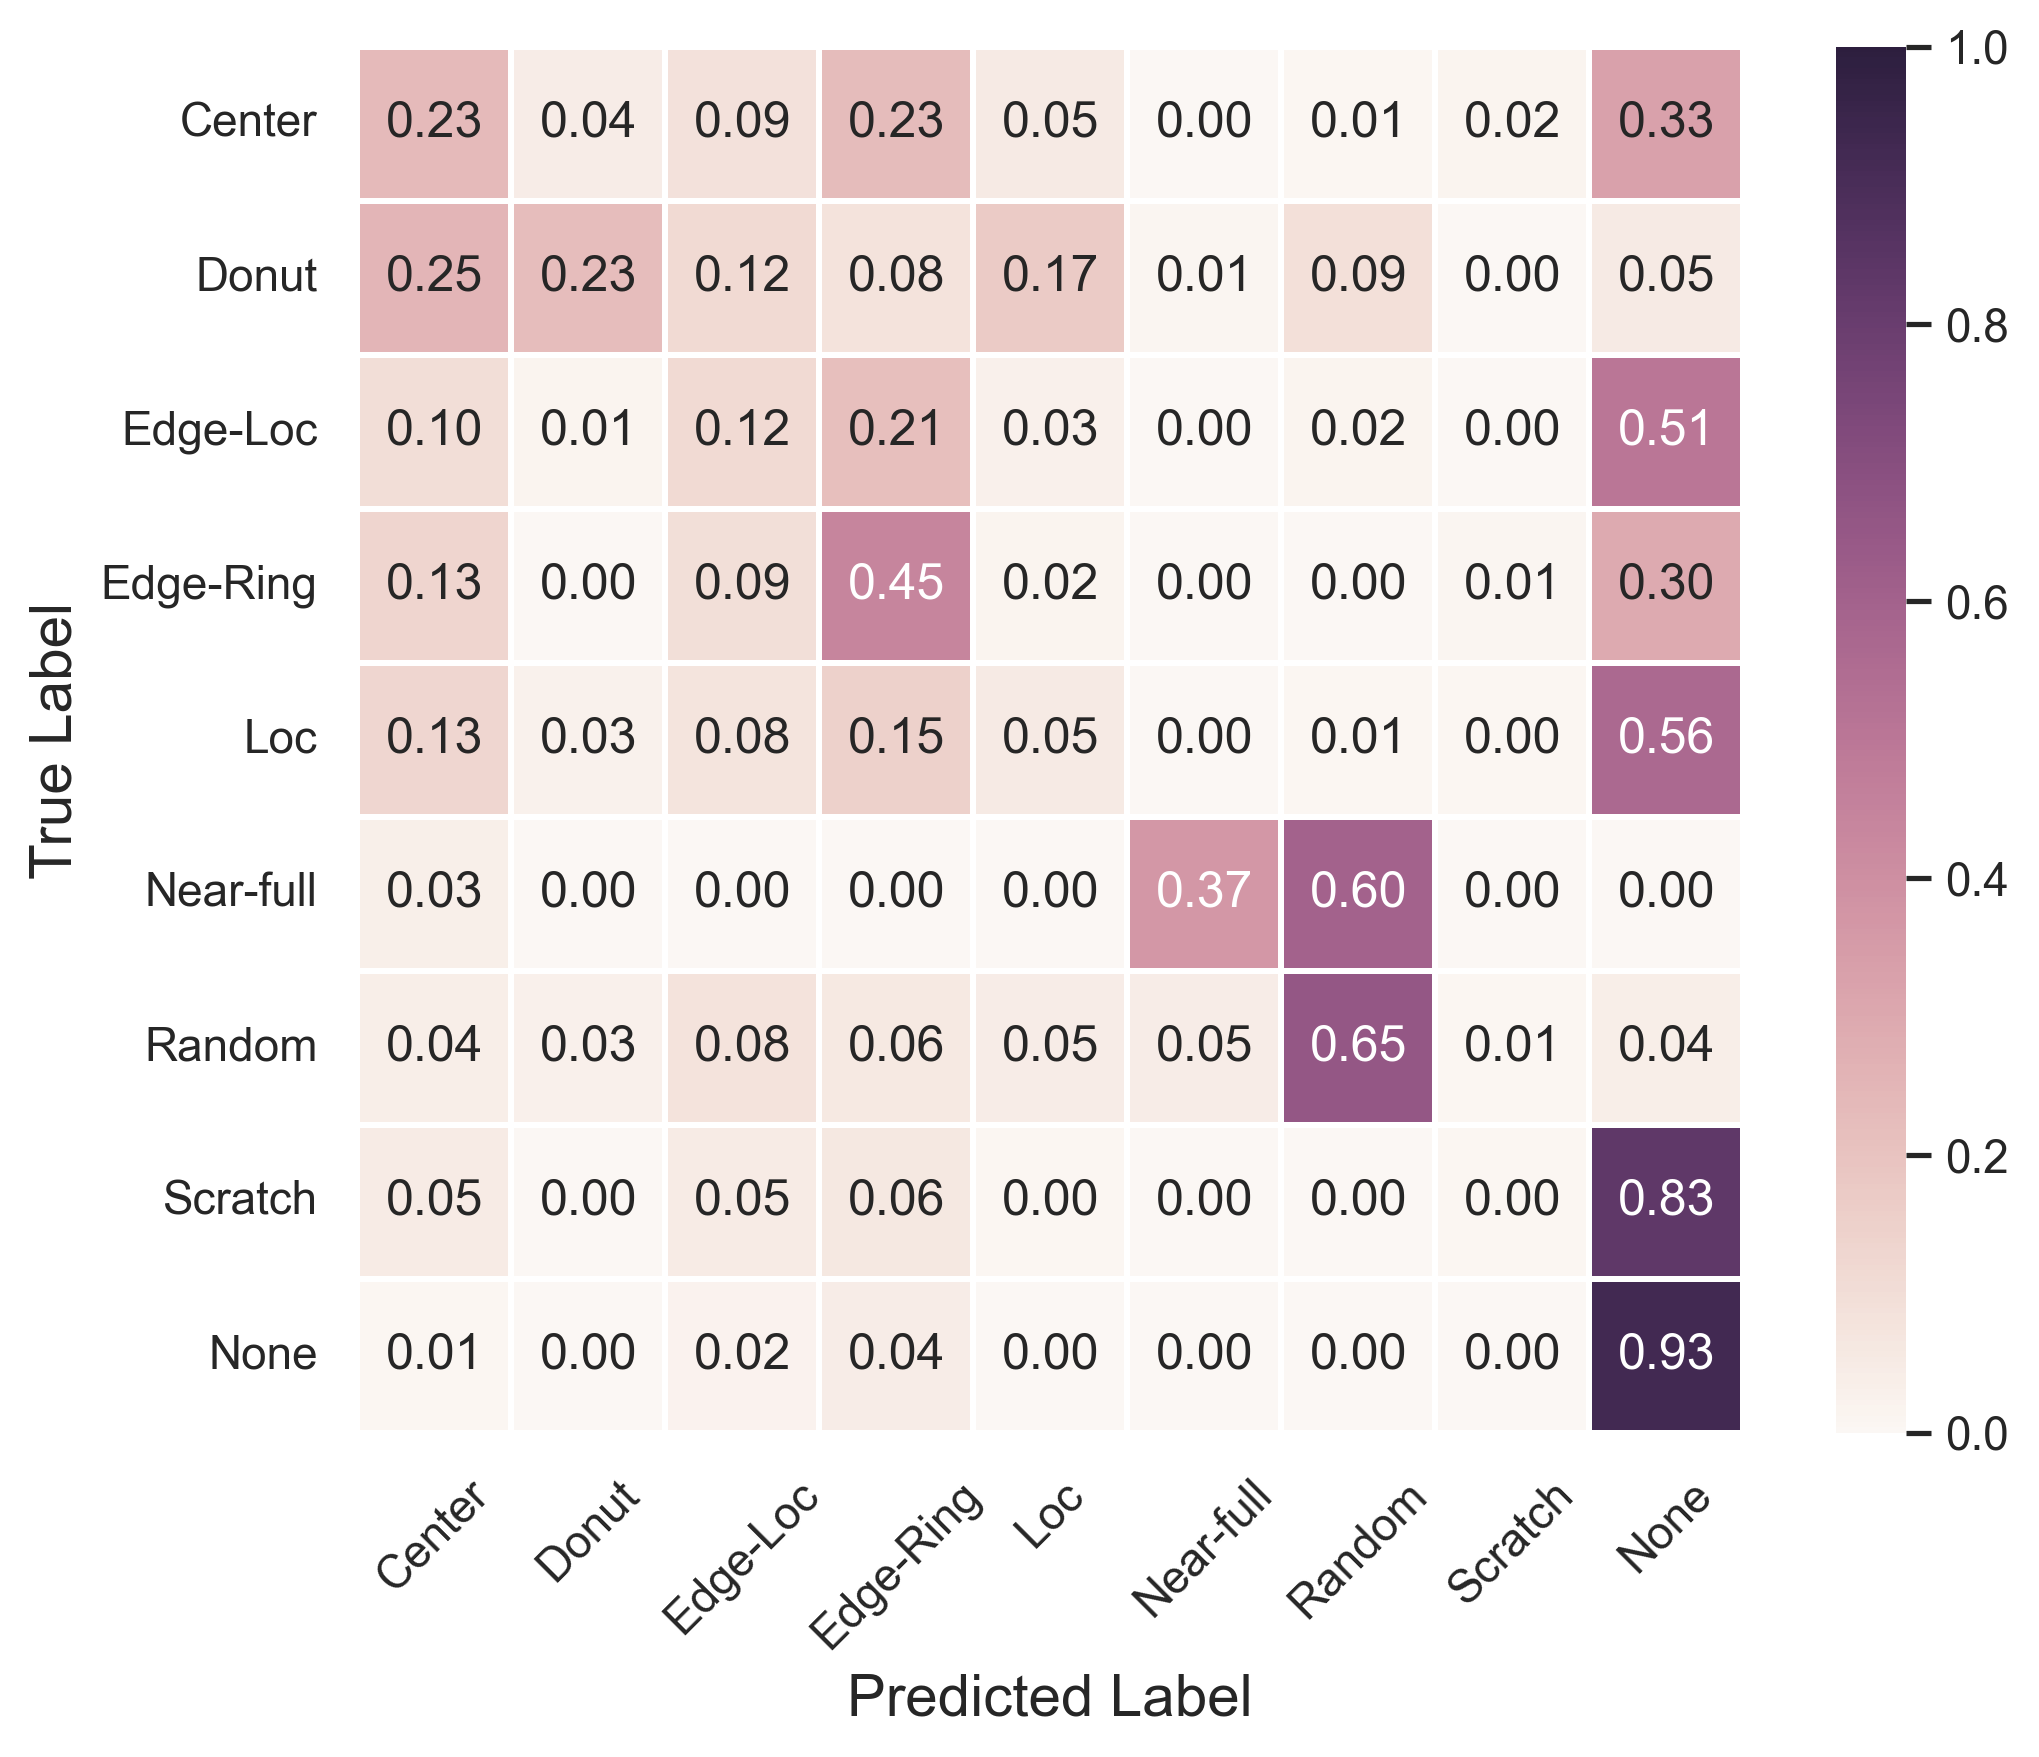 Center 0.23 0.04 0.09 0.23 0.05 0.00 0.01 0.02 0.33
Donut 0.25 0.23 0.12 0.08 0.17 0.01 0.09 0.00 0.05
Edge-Loc 0.10 0.01 0.12 0.21 0.03 0.00 0.02 0.00 0.51
Edge-Ring 0.13 0.00 0.09 0.45 0.02 0.00 0.00 0.01 0.30
Loc 0.13 0.03 0.08 0.15 0.05 0.00 0.01 0.00 0.56
Near-full 0.03 0.00 0.00 0.00 0.00 0.37 0.60 0.00 0.00
Random 0.04 0.03 0.08 0.06 0.05 0.05 0.65 0.01 0.04
Scratch 0.05 0.00 0.05 0.06 0.00 0.00 0.00 0.00 0.83
None 0.01 0.00 0.02 0.04 0.00 0.00 0.00 0.00 0.93
True Label
Center Donut Edge-Loc Edge-Ring Loc Near-full Random Scratch None
Predicted Label
1.0
0.8
0.6
0.4
0.2
0.0